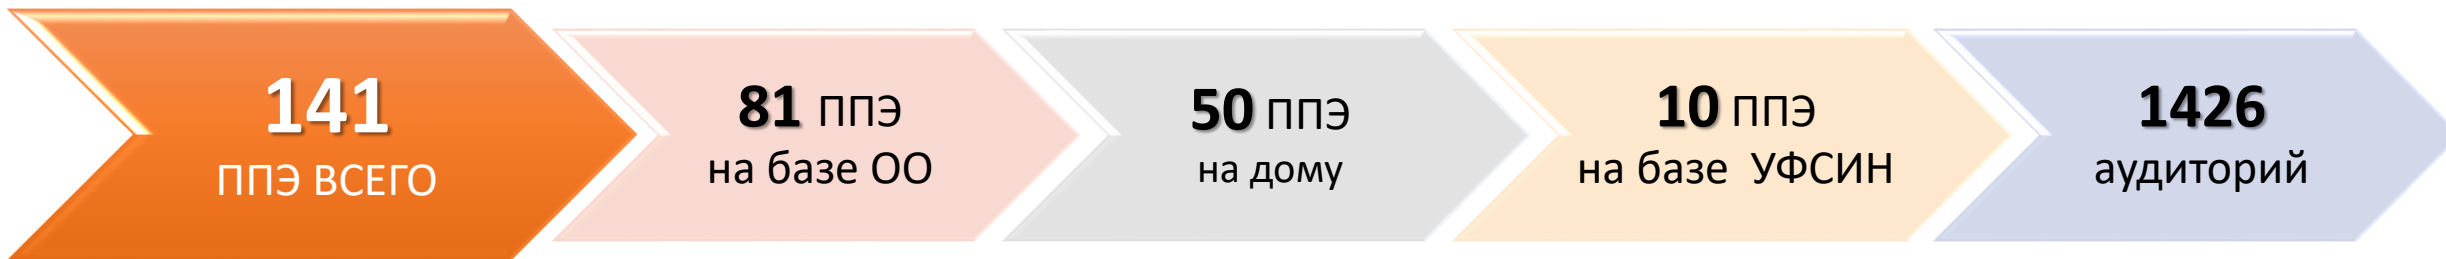 141
ППЭ ВСЕГО
81 ППЭ
на базе ОО
50 ППЭ
на дому
10 ППЭ
на базе УФСИН
1426
аудиторий